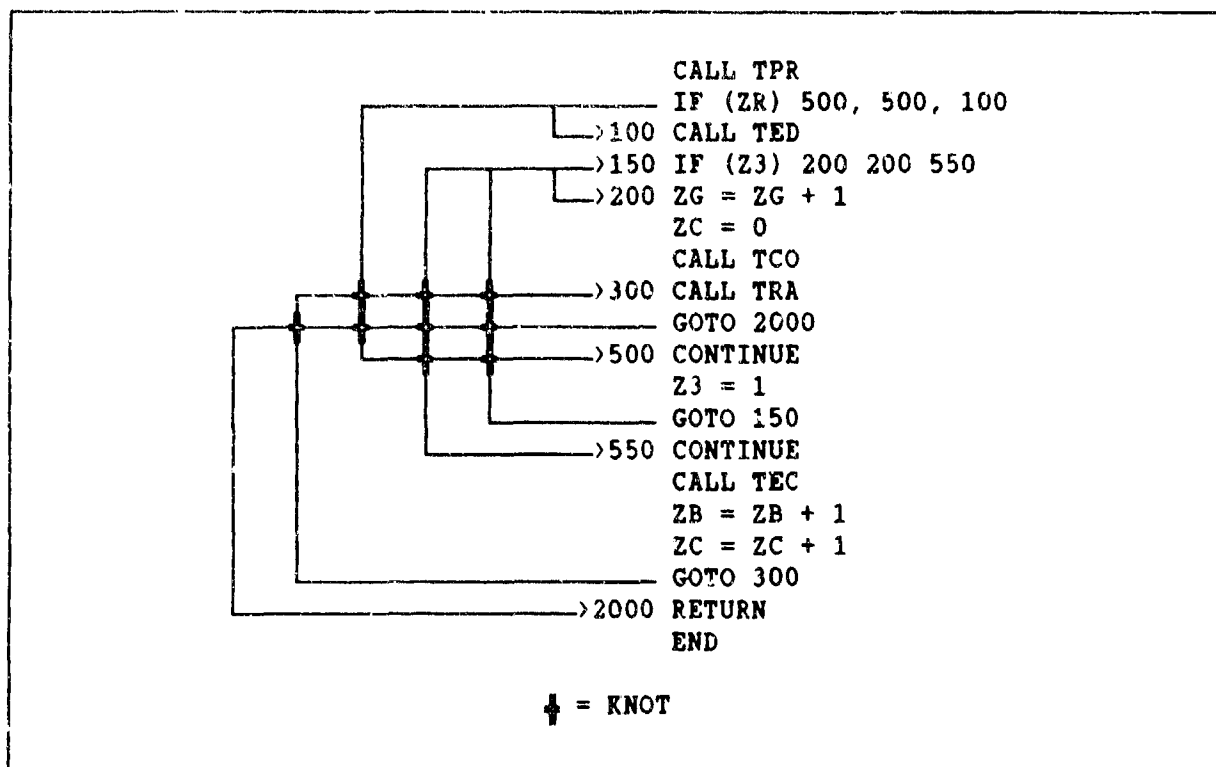 CALL TPR
IF (ZR) 500, 500, 100
>100 CALL TED
>150 IF (Z3) 200 200 550
>200 ZG = ZG + 1
ZC = 0
CALL TCO
>300 CALL TRA
GOTO 2000
>500 CONTINUE
Z3 = 1
GOTO 150
>550 CONTINUE
CALL TEC
ZB = ZB + 1
ZC = ZC + 1
GOTO 300
>2000 RETURN
END
= KNOT